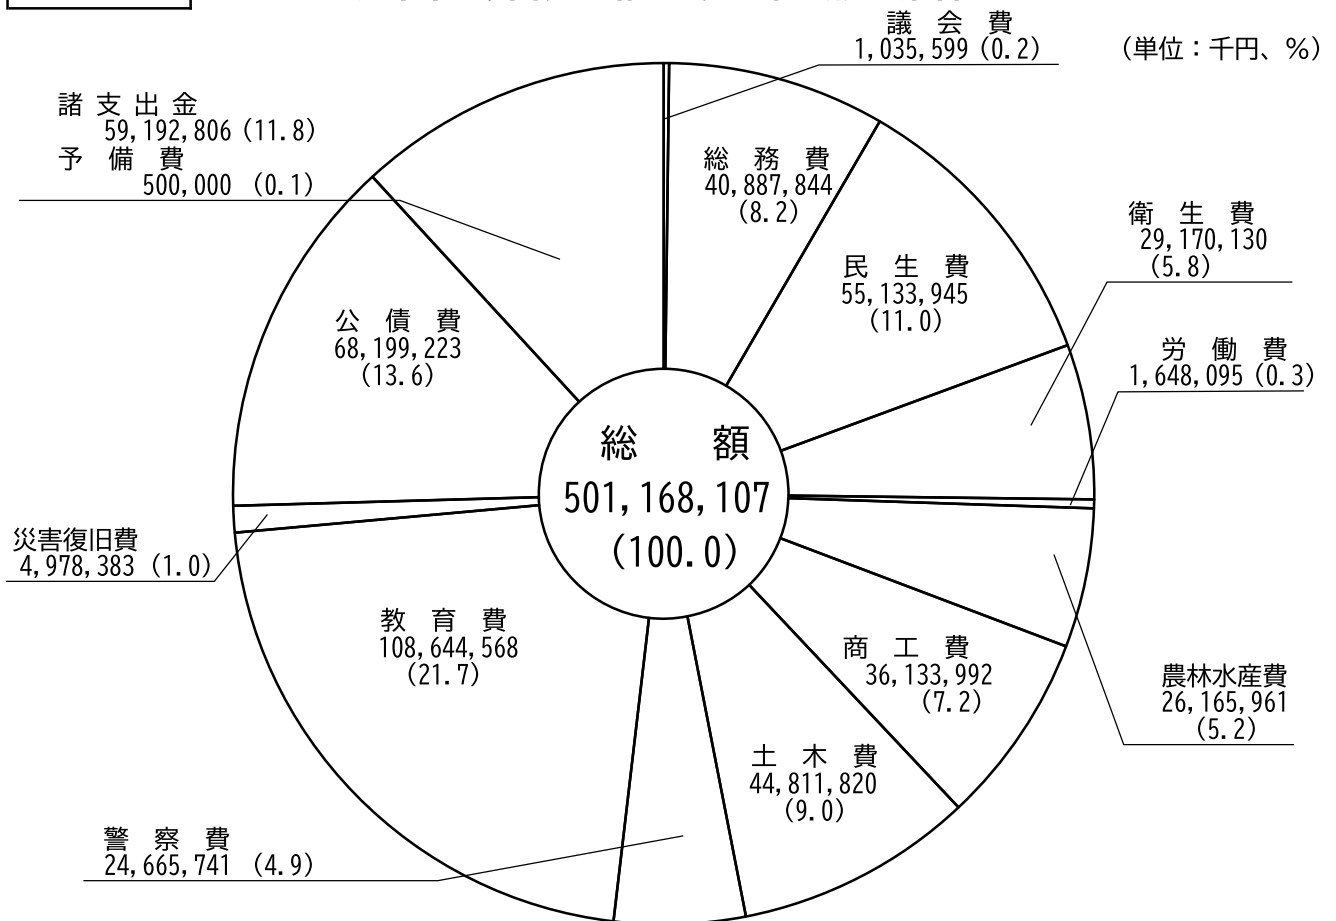 議会費
1,035,599 (0.2)
（単位：千円、%）
諸支出金
59,192,806 (11.8)
予備費
500,000 (0.1)
総務費
40,887,844
(8.2)
民生費
55,133,945
(11.0)
衛生費
29,170,130
(5.8)
労働費
1,648,095 (0.3)
公債費
68,199,223
(13.6)
総額
501,168,107
(100.0)
災害復旧費
4,978,383 (1.0)
教育費
108,644,568
(21.7)
商工費
36,133,992
(7.2)
農林水産費
26,165,961
(5.2)
土木費
44,811,820
(9.0)
警察費
24,665,741 (4.9)